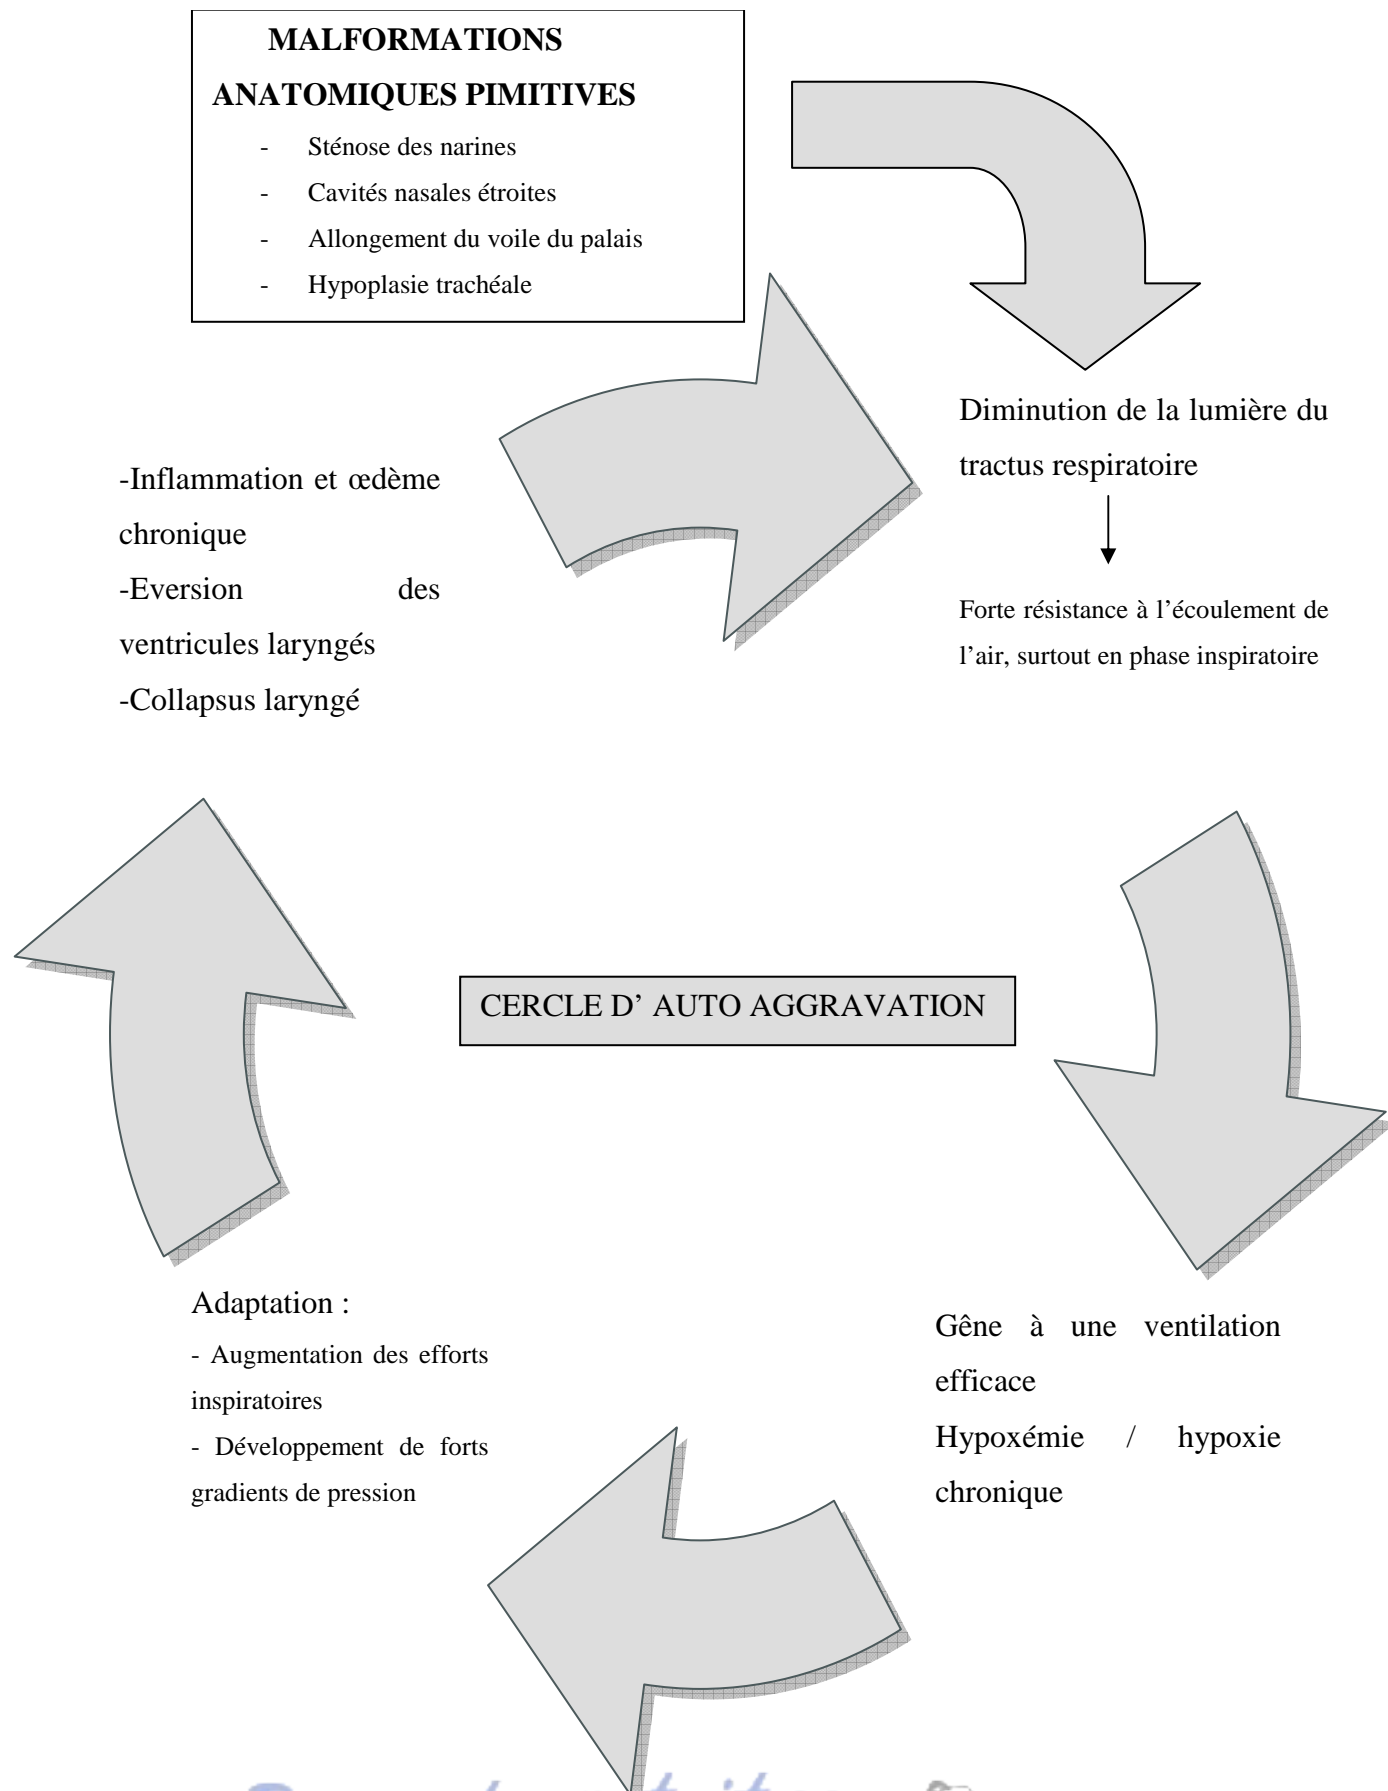 MALFORMATIONS
ANATOMIQUES PIMITIVES
- Sténose des narines
- Cavités nasales étroites
- Allongement du voile du palais
- Hypoplasie trachéale
Diminution de la lumière du
tractus respiratoire
Forte résistance à l’écoulement de
l’air, surtout en phase inspiratoire
-Inflammation et œdème
chronique
-Eversion des
ventricules laryngés
-Collapsus laryngé
CERCLE D’ AUTO AGGRAVATION
Gêne à une ventilation
efficace
Hypoxémie / hypoxie
chronique
Adaptation :
- Augmentation des efforts
inspiratoires
- Développement de forts
gradients de pression